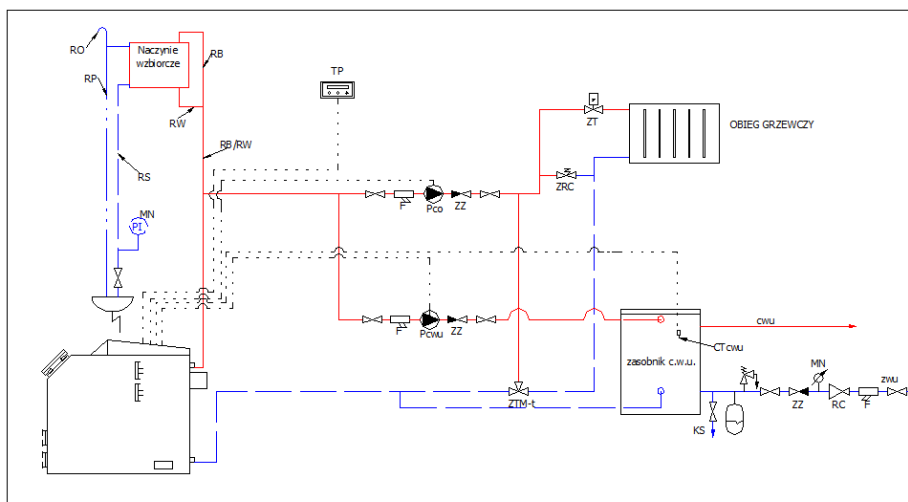 RO
Naczynie
wzbiorcze
RB
RP
TP
RW
ZT
OBIEG GRZEWCZY
RB/RW
RS
ZRC
F
Pco
ZZ
MN
PI
F
Pcwu
ZZ
cwu
CTcwu
zasobnik c.w.u.
MN
zwu
ZTM-t
ZZ
RC
F
KS